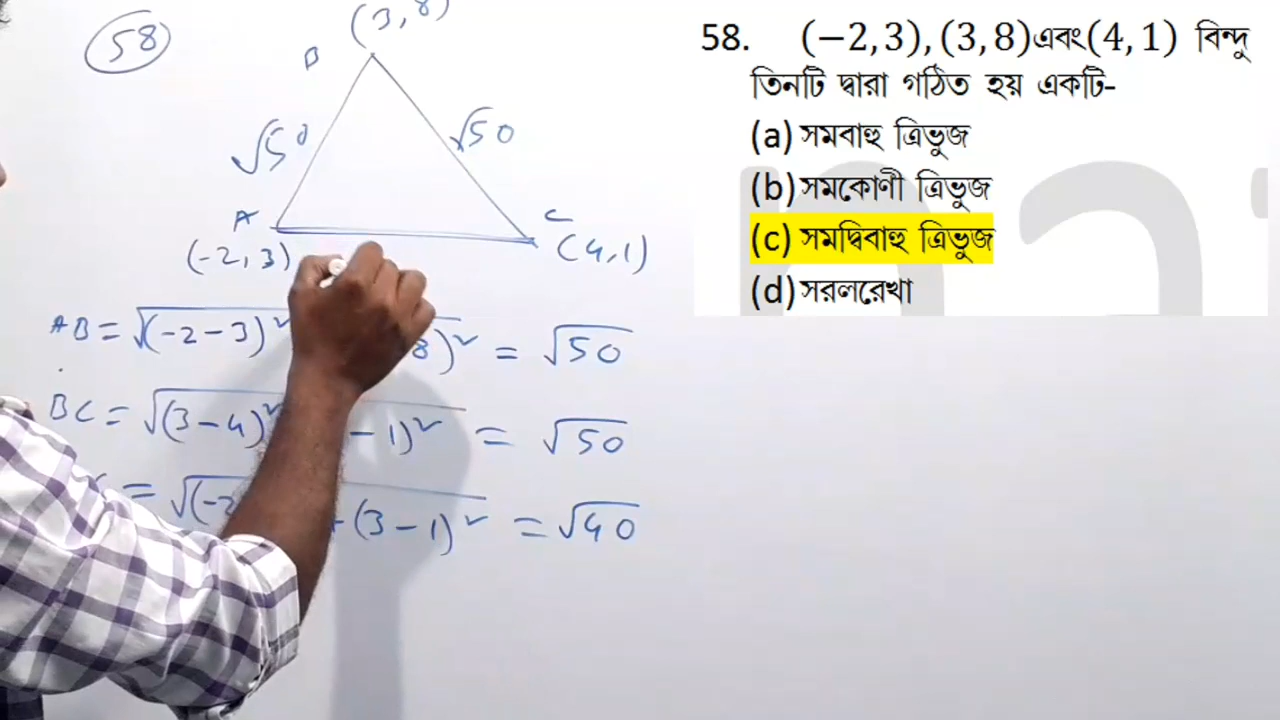 58
(3,8)
B
√50
√50
A
C
(-2,3)
(4,1)
AB = √(-2-3)² 8)² = √50
BC = √(3-4)² -1)² = √50
= √(-2 +(3-1)² = √40
58. (−2,3),(3,8)এবং(4,1) বিন্দু
তিনটি দ্বারা গঠিত হয় একটি-
(a) সমবাহু ত্রিভুজ
(b) সমকোণী ত্রিভুজ
(c) সমদ্বিবাহু ত্রিভুজ
(d) সরলরেখা